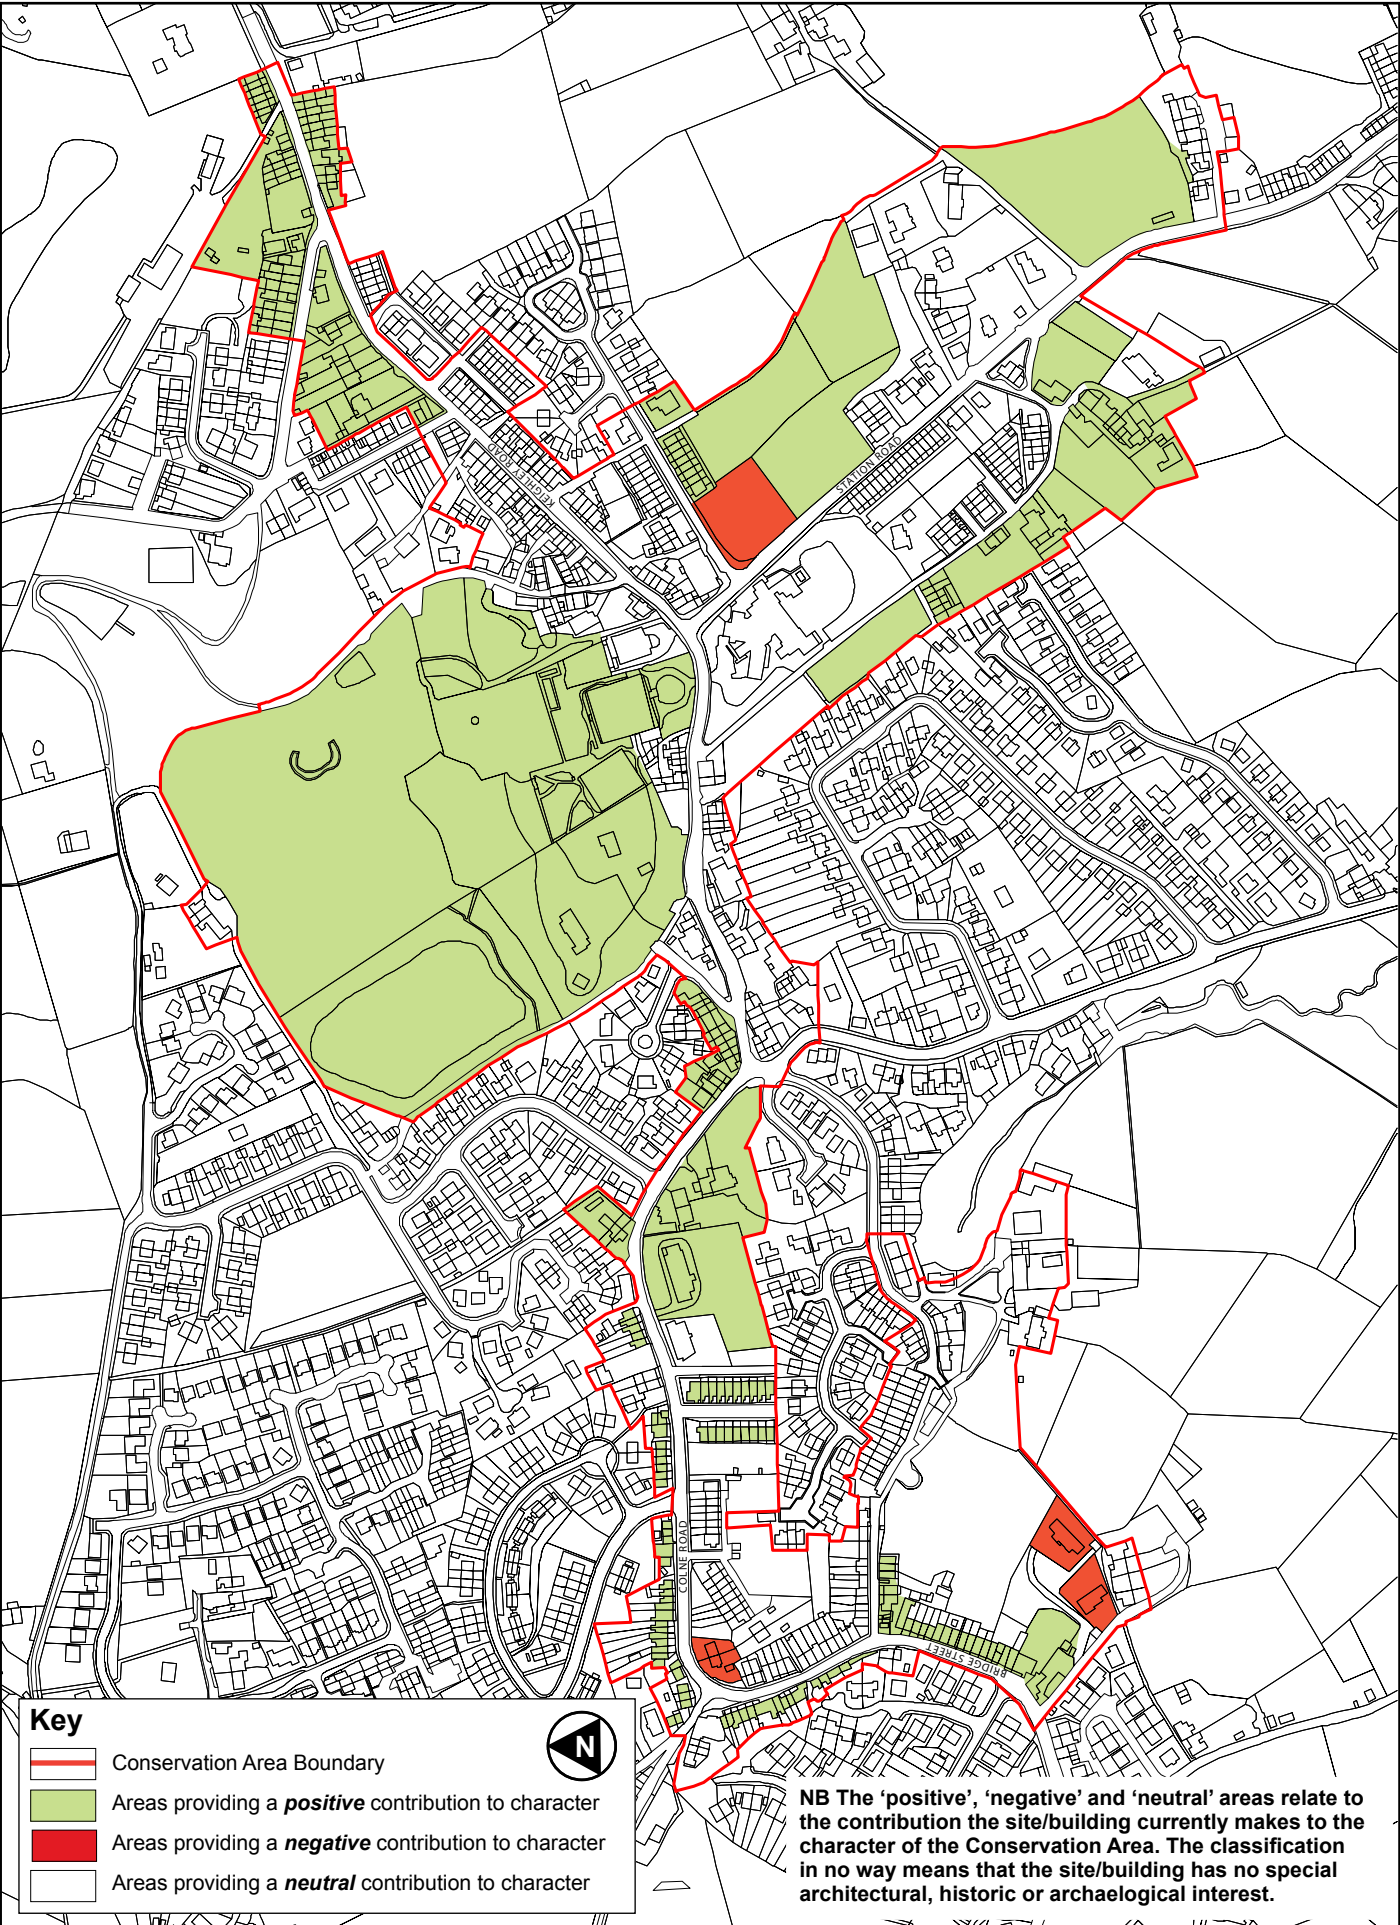 KEIGHLEY ROAD
STATION ROAD
COLNE ROAD
BRIDGE STREET
Key
N
Conservation Area Boundary
Areas providing a positive contribution to character
Areas providing a negative contribution to character
Areas providing a neutral contribution to character
NB The ‘positive’, ‘negative’ and ‘neutral’ areas relate to
the contribution the site/building currently makes to the
character of the Conservation Area. The classification
in no way means that the site/building has no special
architectural, historic or archaelogical interest.